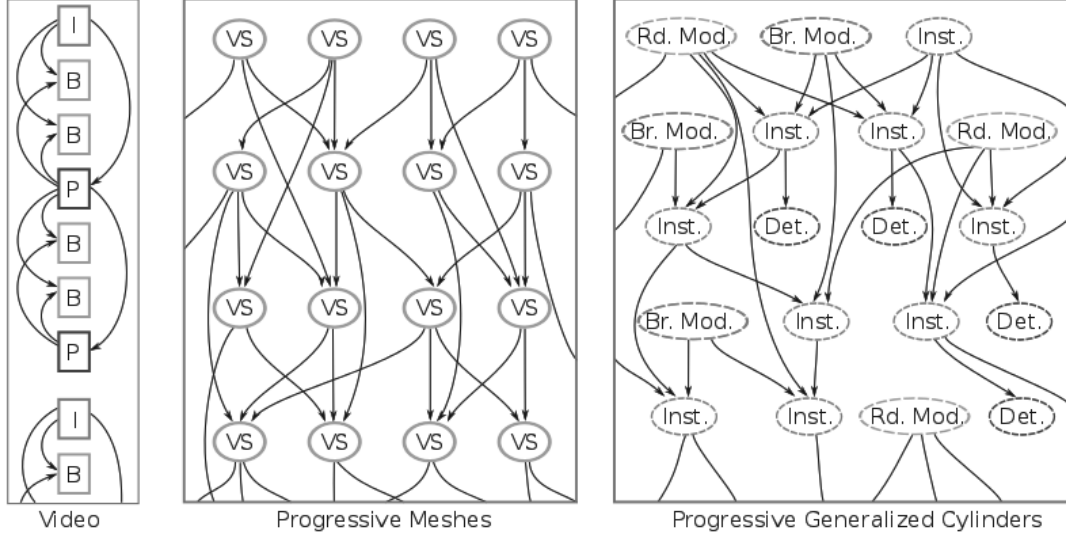 I
B
B
P
B
B
P
I
B
Video
VS VS VS VS
VS VS VS VS
VS VS VS VS
VS VS VS VS
Progressive Meshes
Rd. Mod. Br. Mod. Inst.
Br. Mod. Inst. Inst. Rd. Mod.
Inst. Det. Det. Inst.
Br. Mod. Inst. Inst. Det.
Inst. Inst. Rd. Mod. Det.
Progressive Generalized Cylinders